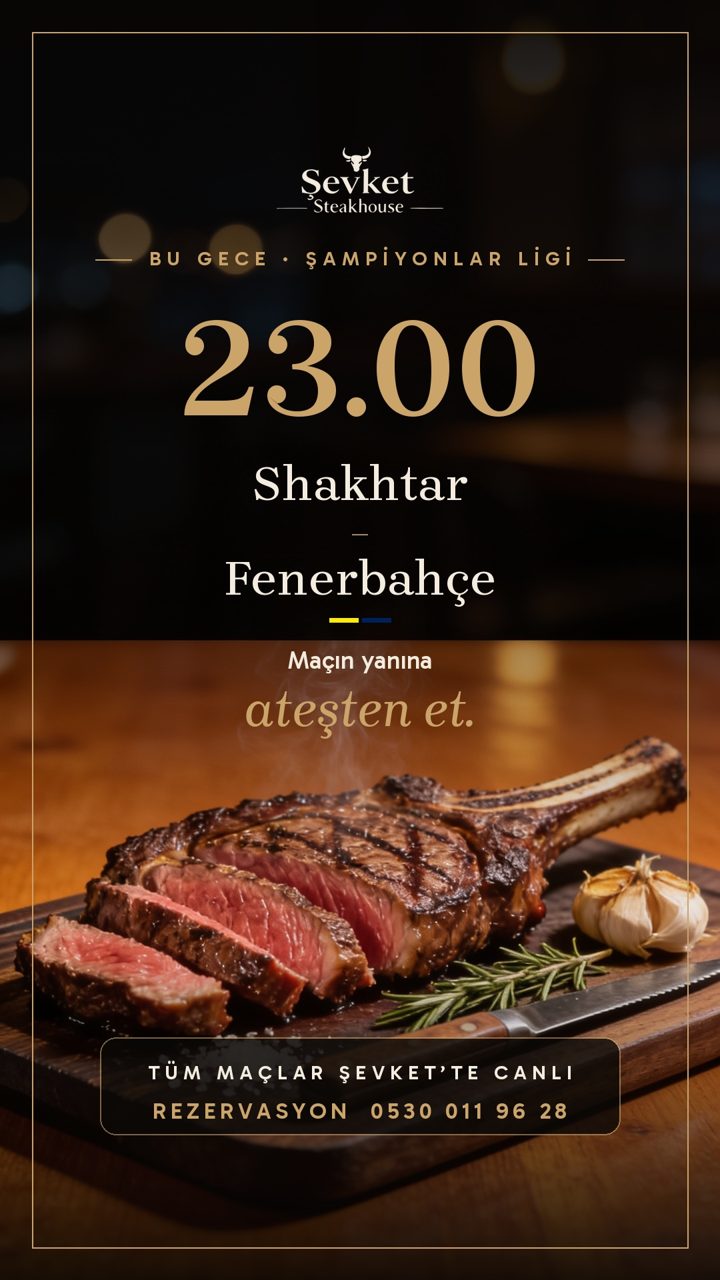 Şevket
Steakhouse
BU GECE · ŞAMPİYONLAR LİGİ
23.00
Shakhtar
–
Fenerbahçe
Maçın yanına
ateşten et.
TÜM MAÇLAR ŞEVKET'TE CANLI
REZERVASYON 0530 011 96 28